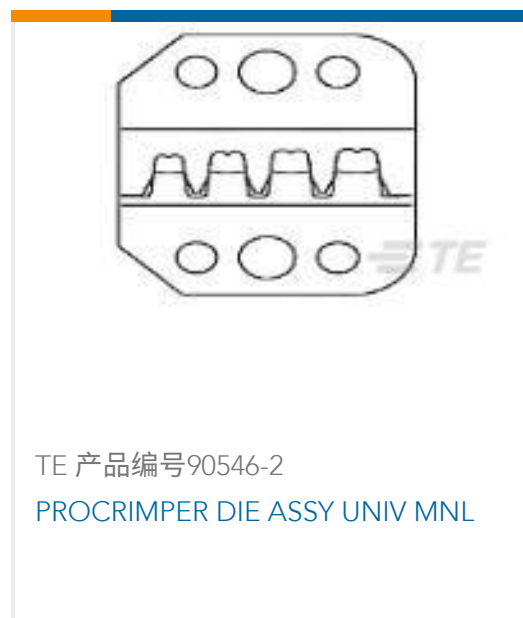 TE
TE 产品编号90546-2
PROCRIMPER DIE ASSY UNIV MNL